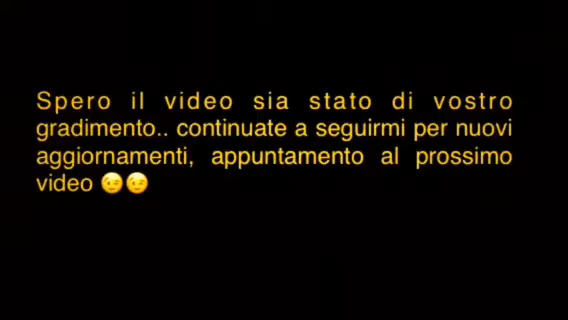 Spero il video sia stato di vostro
gradimento.. continuate a seguirmi per nuovi
aggiornamenti, appuntamento al prossimo
video 😉😉